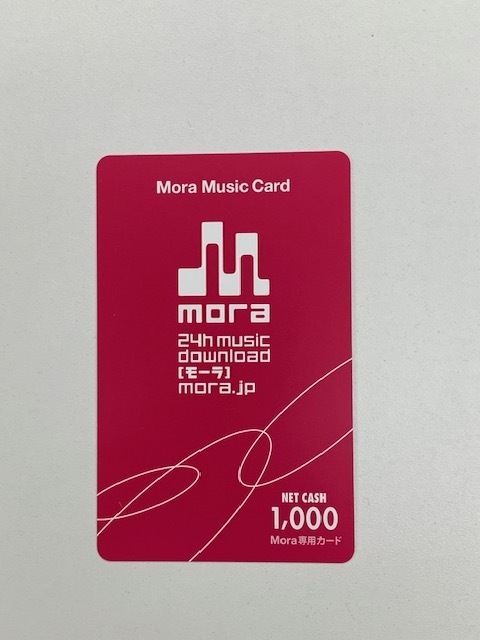 Mora Music Card
mora
24h music
download
[モーラ]
mora.jp
NET CASH
1,000
Mora専用カード